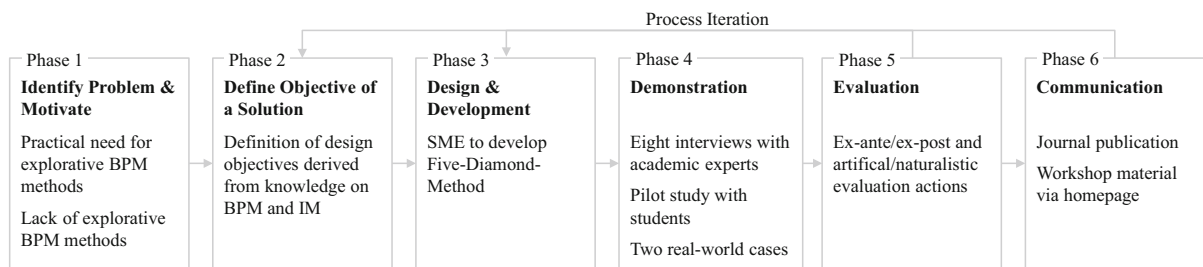 Process Iteration
Phase 1
Identify Problem &
Motivate
Practical need for
explorative BPM
methods
Lack of explorative
BPM methods
Phase 2
Define Objective of
a Solution
Definition of design
objectives derived
from knowledge on
BPM and IM
Phase 3
Design &
Development
SME to develop
Five-Diamond-
Method
Phase 4
Demonstration
Eight interviews with
academic experts
Pilot study with
students
Two real-world cases
Phase 5
Evaluation
Ex-ante/ex-post and
artifical/naturalistic
evaluation actions
Phase 6
Communication
Journal publication
Workshop material
via homepage